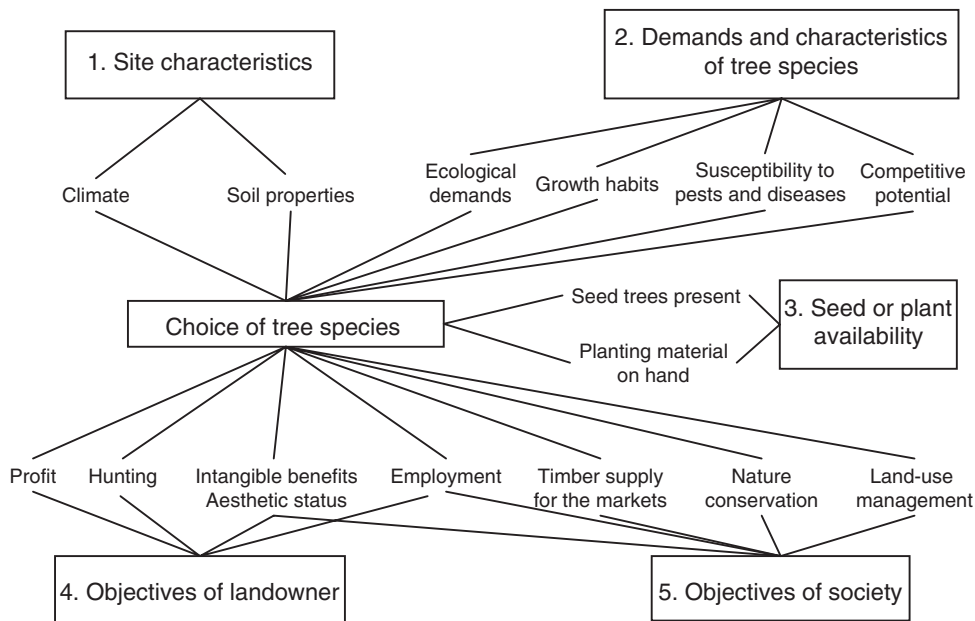 1. Site characteristics
2. Demands and characteristics
of tree species
Climate
Soil properties
Ecological
demands
Growth habits
Susceptibility to
pests and diseases
Competitive
potential
Choice of tree species
Seed trees present
Planting material
on hand
3. Seed or plant
availability
Profit
Hunting
Intangible benefits
Aesthetic status
Employment
Timber supply
for the markets
Nature
conservation
Land-use
management
4. Objectives of landowner
5. Objectives of society